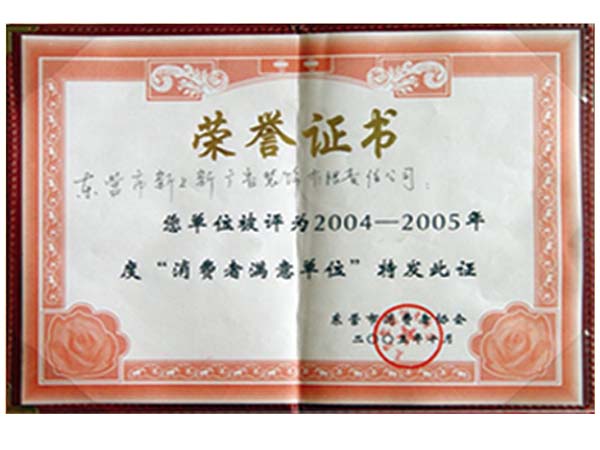 荣誉证书
东营市新之新广告装饰有限责任公司：
您单位被评为2004—2005年
度“消费者满意单位”特发此证
东营市消费者协会
二〇〇五年十月